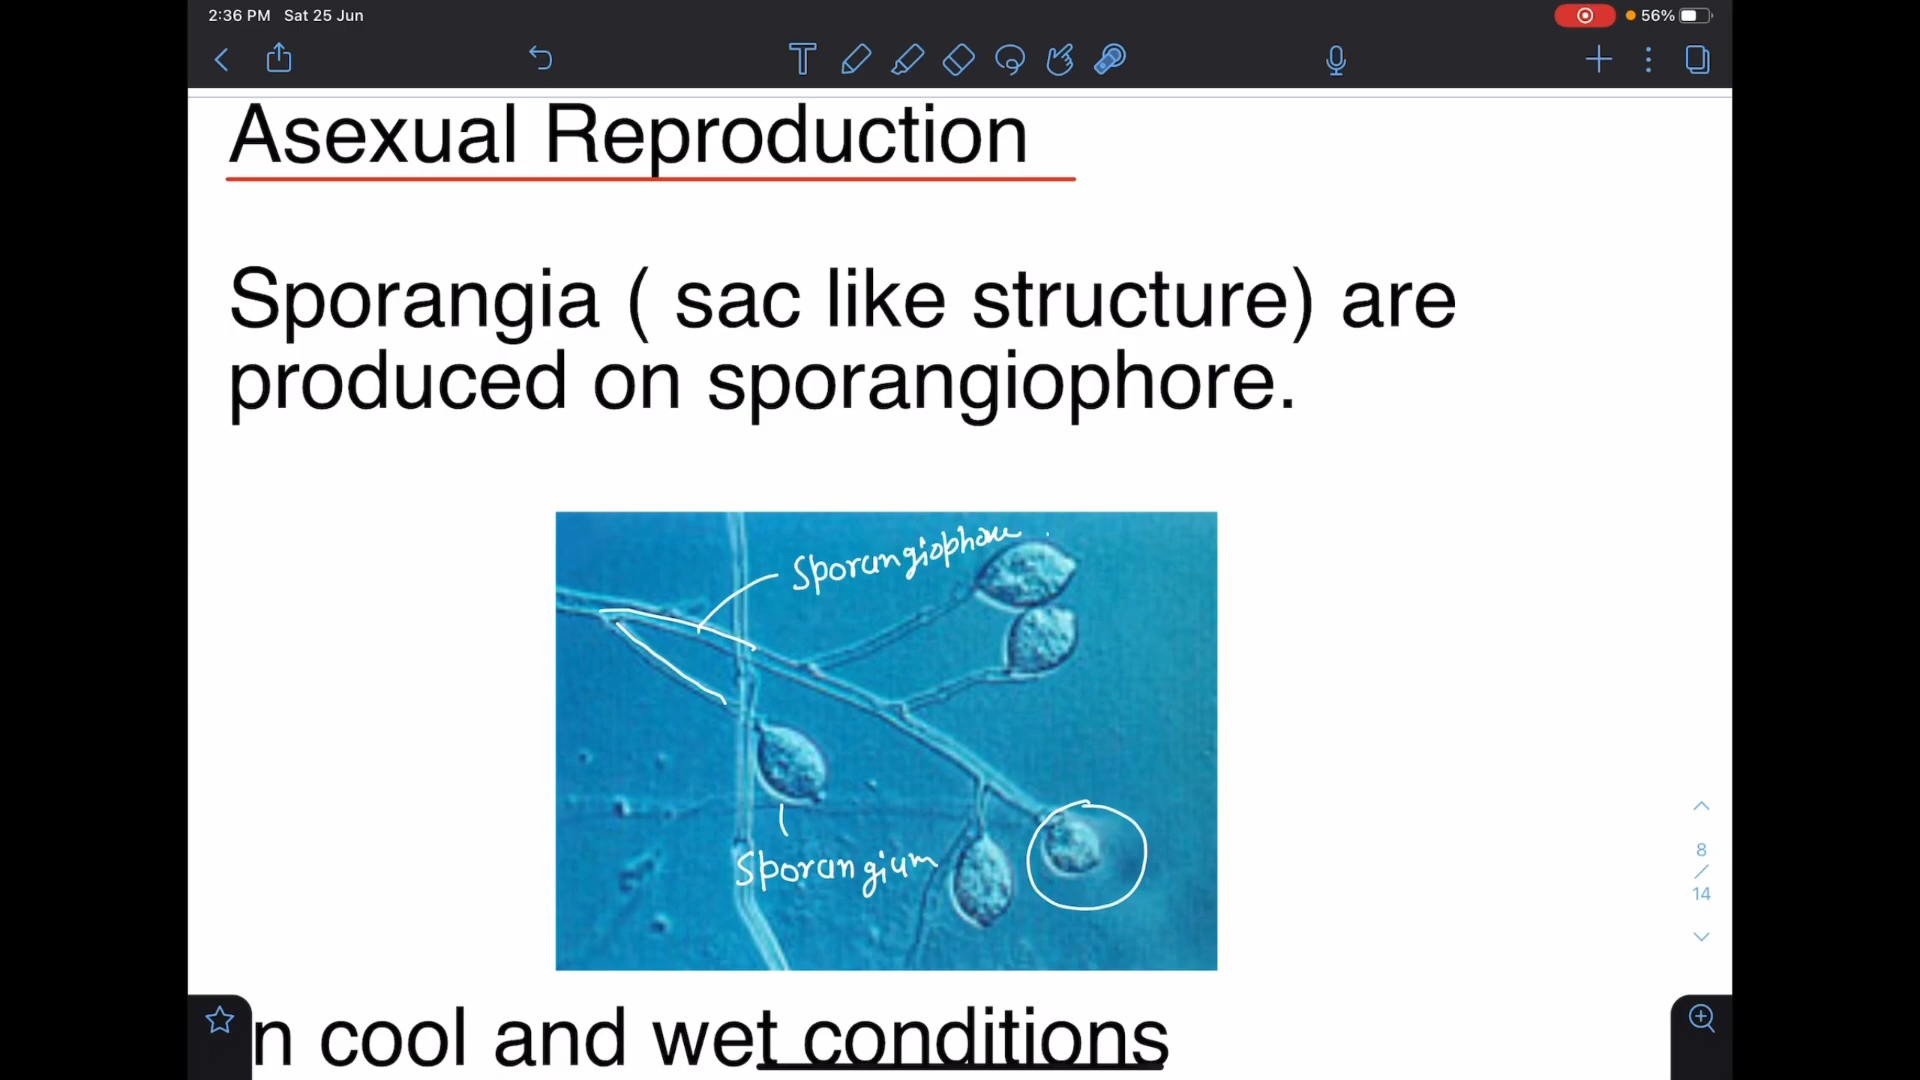 2:36 PM Sat 25 Jun
56%
Asexual Reproduction
Sporangia ( sac like structure) are
produced on sporangiophore.
Sporangiophore
Sporangium
8
/
14
n cool and wet conditions